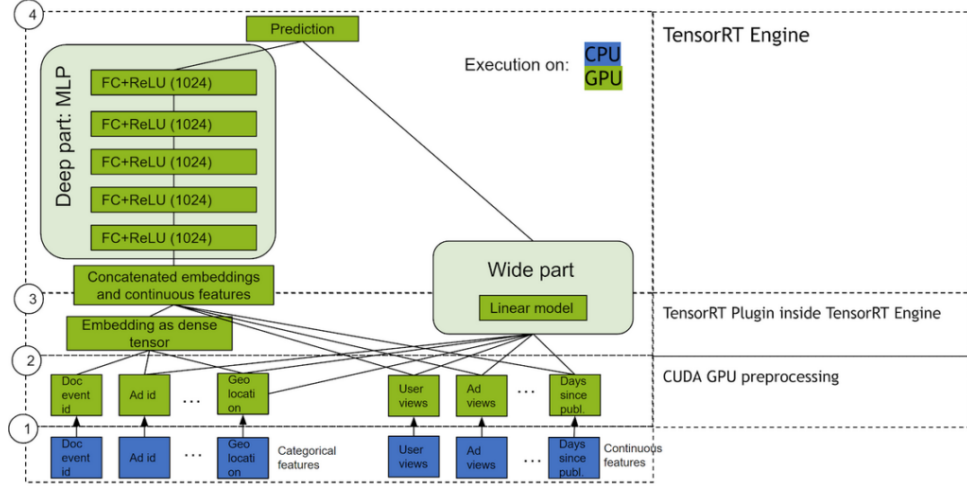 4
Prediction
TensorRT Engine
Execution on:
CPU
GPU
Deep part: MLP
FC+ReLU (1024)
FC+ReLU (1024)
FC+ReLU (1024)
FC+ReLU (1024)
FC+ReLU (1024)
Concatenated embeddings
and continuous features
Wide part
Linear model
3
Embedding as dense
tensor
TensorRT Plugin inside TensorRT Engine
2
CUDA GPU preprocessing
Doc
event
id
Ad id
...
Geo
locati
on
User
views
Ad
views
...
Days
since
publ.
1
Doc
event
id
Ad id
...
Geo
locati
on
Categorical
features
User
views
Ad
views
...
Days
since
publ.
Continuous
features